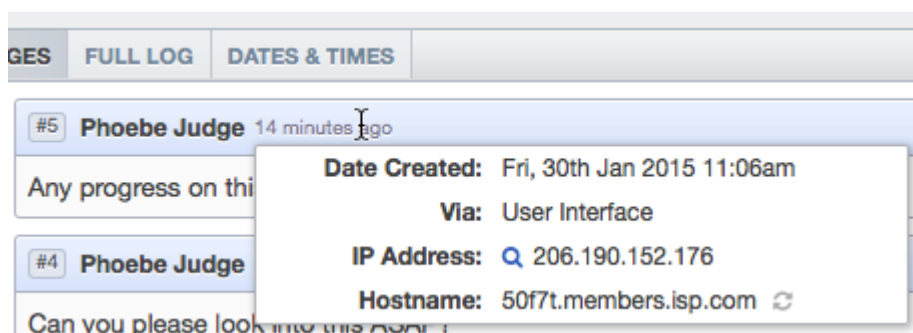 GES FULL LOG DATES & TIMES
#5 Phoebe Judge 14 minutes ago
Date Created: Fri, 30th Jan 2015 11:06am
Any progress on thi
Via: User Interface
#4 Phoebe Judge
IP Address: 206.190.152.176
Hostname: 50f7t.members.isp.com
Can you please look into this ASAP?